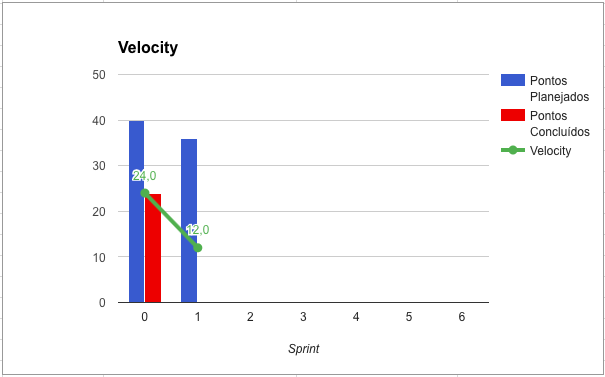 Velocity
50
40
30
20
10
0
24,0
12,0
0 1 2 3 4 5 6
Sprint
Pontos
Planejados
Pontos
Concluídos
Velocity